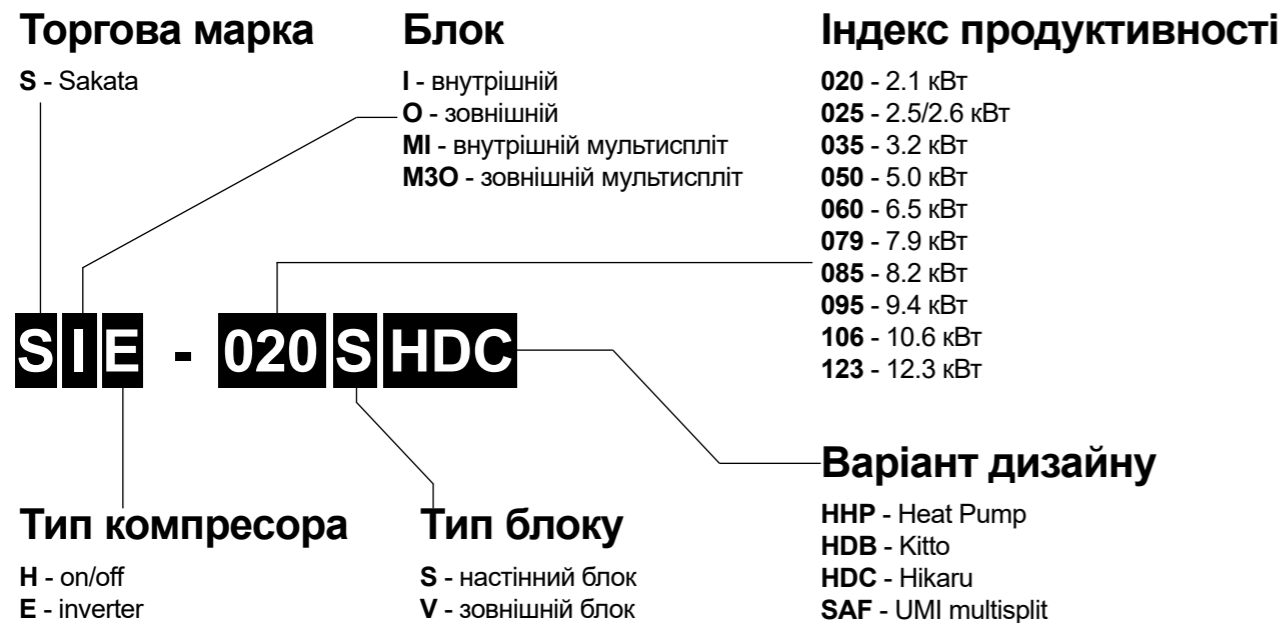 Торгова марка
S - Sakata
Блок
I - внутрішній
О - зовнішній
MI - внутрішній мультиспліт
М3О - зовнішній мультиспліт
Індекс продуктивності
020 - 2.1 кВт
025 - 2.5/2.6 кВт
035 - 3.2 кВт
050 - 5.0 кВт
060 - 6.5 кВт
079 - 7.9 кВт
085 - 8.2 кВт
095 - 9.4 кВт
106 - 10.6 кВт
123 - 12.3 кВт
SIE - 020 S HDC
Тип компресора
H - on/off
E - inverter
Тип блоку
S - настінний блок
V - зовнішній блок
Варіант дизайну
HHP - Heat Pump
HDB - Kitto
HDC - Hikaru
SAF - UMI multisplit